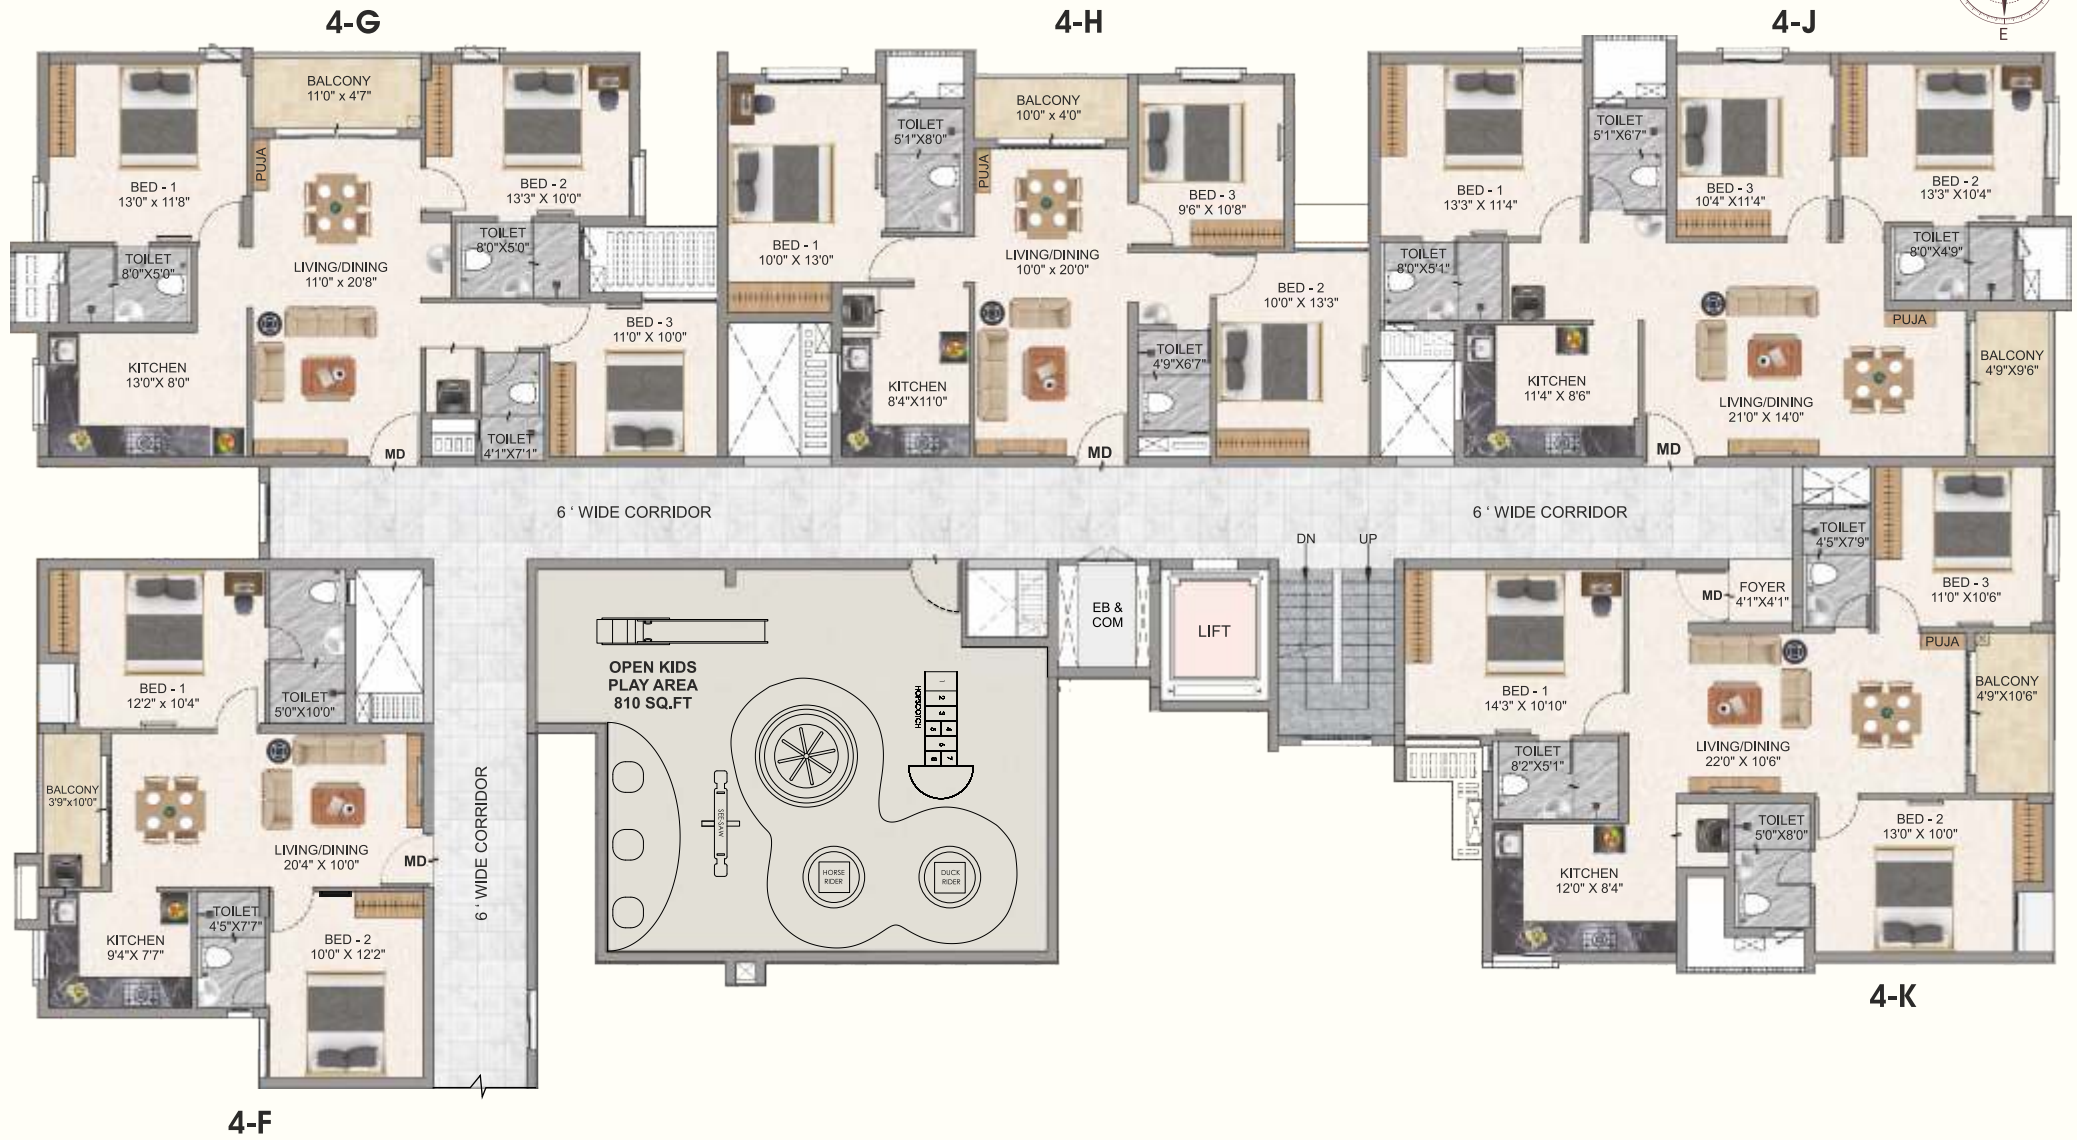 4-G
4-H
4-J
E
BED - 1
13'0" x 11'8"
BALCONY
11'0" x 4'7"
PUJA
BED - 2
13'3" X 10'0"
TOILET
8'0"X5'0"
LIVING/DINING
11'0" x 20'8"
TOILET
8'0"X5'0"
KITCHEN
13'0"X 8'0"
BED - 3
11'0" X 10'0"
TOILET
4'1"X7'1"
MD
BED - 1
10'0" X 13'0"
TOILET
5'1"X8'0"
BALCONY
10'0" x 4'0"
PUJA
LIVING/DINING
10'0" x 20'0"
BED - 3
9'6" X 10'8"
BED - 2
10'0" X 13'3"
TOILET
4'9"X6'7"
KITCHEN
8'4"X11'0"
MD
BED - 1
13'3" X 11'4"
TOILET
5'1"X6'7"
BED - 3
10'4" X11'4"
BED - 2
13'3" X10'4"
TOILET
8'0"X5'1"
TOILET
8'0"X4'9"
PUJA
BALCONY
4'9"X9'6"
KITCHEN
11'4" X 8'6"
LIVING/DINING
21'0" X 14'0"
MD
6 ' WIDE CORRIDOR
6 ' WIDE CORRIDOR
DN
UP
BED - 1
12'2" x 10'4"
TOILET
5'0"X10'0"
BALCONY
3'9"x10'0"
LIVING/DINING
20'4" X 10'0"
MD
KITCHEN
9'4"X 7'7"
TOILET
4'5"X7'7"
BED - 2
10'0" X 12'2"
6 ' WIDE CORRIDOR
4-F
OPEN KIDS
PLAY AREA
810 SQ.FT
HOPSCOTCH
1
2
3
5 4
6
8 7
SEE-SAW
HORSE
RIDER
DUCK
RIDER
EB &
COM
LIFT
BED - 1
14'3" X 10'10"
MD
FOYER
4'1"X4'1"
TOILET
4'5"X7'9"
BED - 3
11'0" X10'6"
PUJA
BALCONY
4'9"X10'6"
LIVING/DINING
22'0" X 10'6"
TOILET
8'2"X5'1"
KITCHEN
12'0" X 8'4"
TOILET
5'0"X8'0"
BED - 2
13'0" X 10'0"
4-K